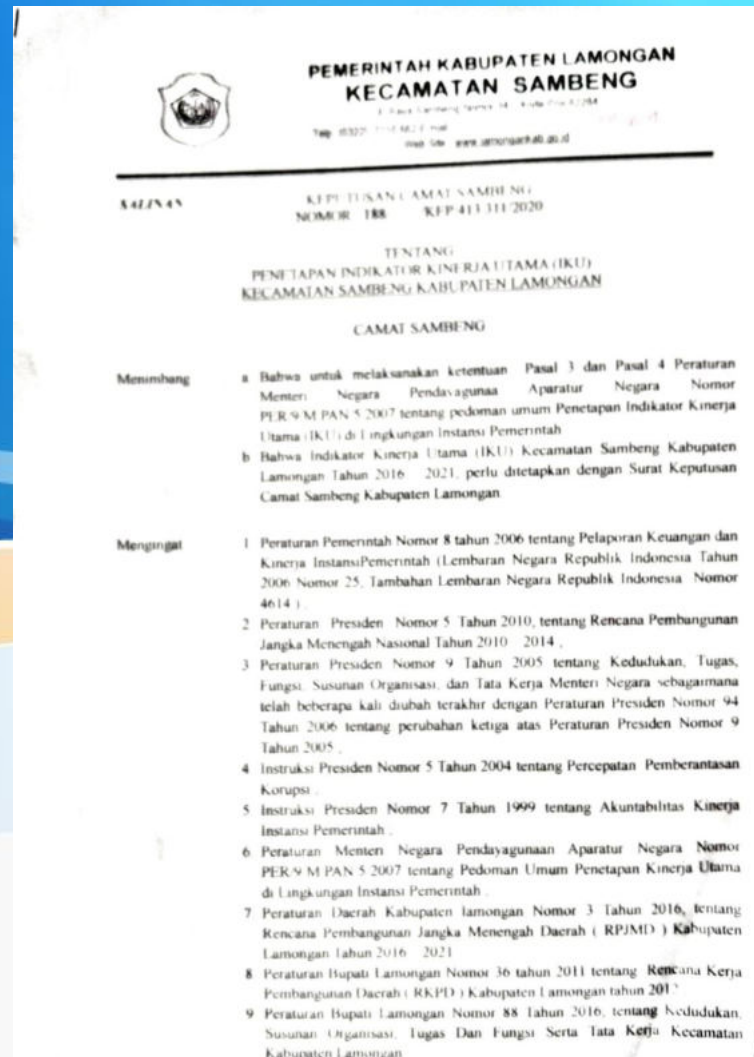 PEMERINTAH KABUPATEN LAMONGAN
KECAMATAN SAMBENG
Telp
Web Site www.lamongankab.go.id
SALINAN
KEPUTUSAN CAMAT SAMBENG
NOMOR 188 KEP 413 311/2020
TENTANG
PENETAPAN INDIKATOR KINERJA UTAMA (IKU)
KECAMATAN SAMBENG KABUPATEN LAMONGAN
CAMAT SAMBENG
Menimbang a Bahwa untuk melaksanakan ketentuan Pasal 3 dan Pasal 4 Peraturan
Menteri Negara Pendayagunaa Aparatur Negara Nomor
PER/9/M PAN 5 2007 tentang pedoman umum Penetapan Indikator Kinerja
Utama (IKU) di Lingkungan Instansi Pemerintah
b Bahwa Indikator Kinerja Utama (IKU) Kecamatan Sambeng Kabupaten
Lamongan Tahun 2016 2021, perlu ditetapkan dengan Surat Keputusan
Camat Sambeng Kabupaten Lamongan
Mengingat 1 Peraturan Pemerintah Nomor 8 tahun 2006 tentang Pelaporan Keuangan dan
Kinerja InstansiPemerintah (Lembaran Negara Republik Indonesia Tahun
2006 Nomor 25, Tambahan Lembaran Negara Republik Indonesia Nomor
4614 ) .
2 Peraturan Presiden Nomor 5 Tahun 2010, tentang Rencana Pembangunan
Jangka Menengah Nasional Tahun 2010 2014 .
3 Peraturan Presiden Nomor 9 Tahun 2005 tentang Kedudukan, Tugas,
Fungsi, Susunan Organisasi, dan Tata Kerja Menteri Negara sebagaimana
telah beberapa kali diubah terakhir dengan Peraturan Presiden Nomor 94
Tahun 2006 tentang perubahan ketiga atas Peraturan Presiden Nomor 9
Tahun 2005 .
4 Instruksi Presiden Nomor 5 Tahun 2004 tentang Percepatan Pemberantasan
Korupsi .
5 Instruksi Presiden Nomor 7 Tahun 1999 tentang Akuntabilitas Kinerja
Instansi Pemerintah .
6 Peraturan Menteri Negara Pendayagunaan Aparatur Negara Nomor
PER/9 M PAN 5 2007 tentang Pedoman Umum Penetapan Kinerja Utama
di Lingkungan Instansi Pemerintah .
7 Peraturan Daerah Kabupaten lamongan Nomor 3 Tahun 2016, tentang
Rencana Pembangunan Jangka Menengah Daerah ( RPJMD ) Kabupaten
Lamongan Tahun 2016 2021
8 Peraturan Bupati Lamongan Nomor 36 tahun 2011 tentang Rencana Kerja
Pembangunan Daerah ( RKPD ) Kabupaten Lamongan tahun
9 Peraturan Bupati Lamongan Nomor 88 Tahun 2016, tentang Kedudukan,
Susunan Organisasi, Tugas Dan Fungsi Serta Tata Kerja Kecamatan
Kabupaten Lamongan